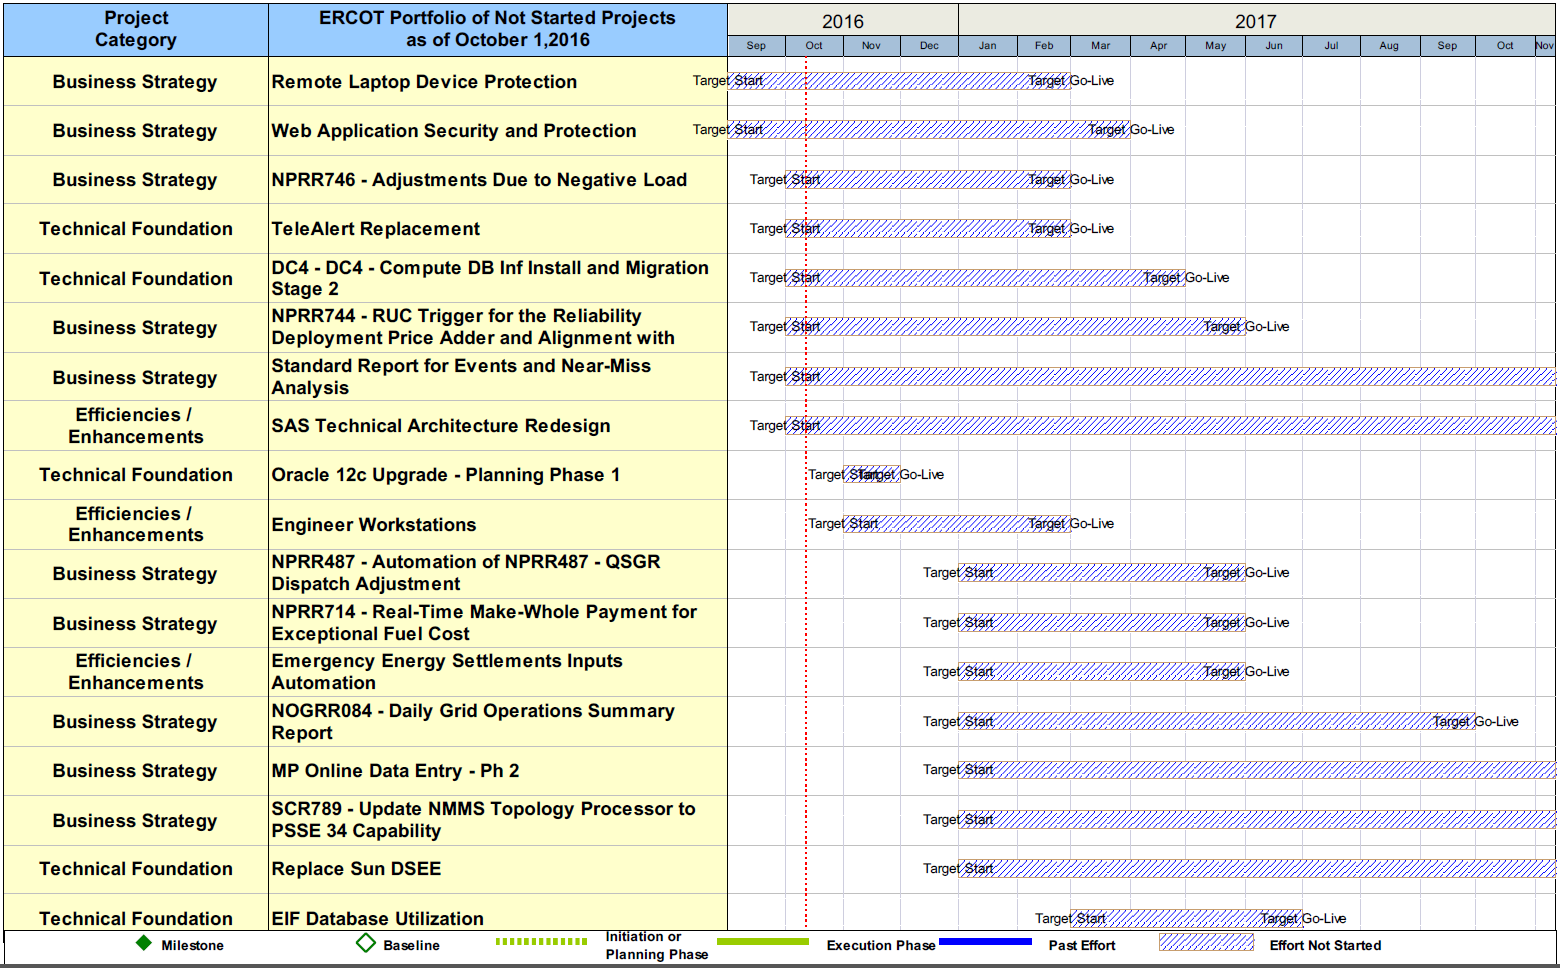 Project Category
ERCOT Portfolio of Not Started Projects
as of October 1,2016
2016 2017
Sep Oct Nov Dec Jan Feb Mar Apr May Jun Jul Aug Sep Oct Nov
Business Strategy Remote Laptop Device Protection Target Start Target Go-Live
Business Strategy Web Application Security and Protection Target Start Target Go-Live
Business Strategy NPRR746 - Adjustments Due to Negative Load Target Start Target Go-Live
Technical Foundation TeleAlert Replacement Target Start Target Go-Live
Technical Foundation
DC4 - DC4 - Compute DB Inf Install and Migration
Stage 2
Target Start Target Go-Live
Business Strategy
NPRR744 - RUC Trigger for the Reliability
Deployment Price Adder and Alignment with
Target Start Target Go-Live
Business Strategy
Standard Report for Events and Near-Miss
Analysis
Target Start
Efficiencies /
Enhancements
SAS Technical Architecture Redesign Target Start
Technical Foundation Oracle 12c Upgrade - Planning Phase 1 Target Start Target Go-Live
Efficiencies /
Enhancements
Engineer Workstations Target Start Target Go-Live
Business Strategy
NPRR487 - Automation of NPRR487 - QSGR
Dispatch Adjustment
Target Start Target Go-Live
Business Strategy
NPRR714 - Real-Time Make-Whole Payment for
Exceptional Fuel Cost
Target Start Target Go-Live
Efficiencies /
Enhancements
Emergency Energy Settlements Inputs
Automation
Target Start Target Go-Live
Business Strategy
NOGRR084 - Daily Grid Operations Summary
Report
Target Start Target Go-Live
Business Strategy MP Online Data Entry - Ph 2 Target Start
Business Strategy
SCR789 - Update NMMS Topology Processor to
PSSE 34 Capability
Target Start
Technical Foundation Replace Sun DSEE Target Start
Technical Foundation EIF Database Utilization Target Start Target Go-Live
Milestone
Baseline
Initiation or
Planning Phase
Execution Phase
Past Effort
Effort Not Started